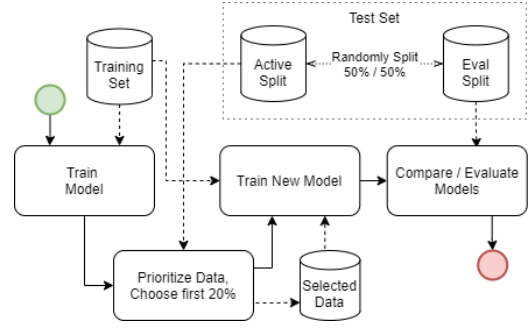 Test Set
Training
Set
Active
Split
Randomly Split
50% / 50%
Eval
Split
Train
Model
Train New Model
Compare / Evaluate
Models
Prioritize Data,
Choose first 20%
Selected
Data